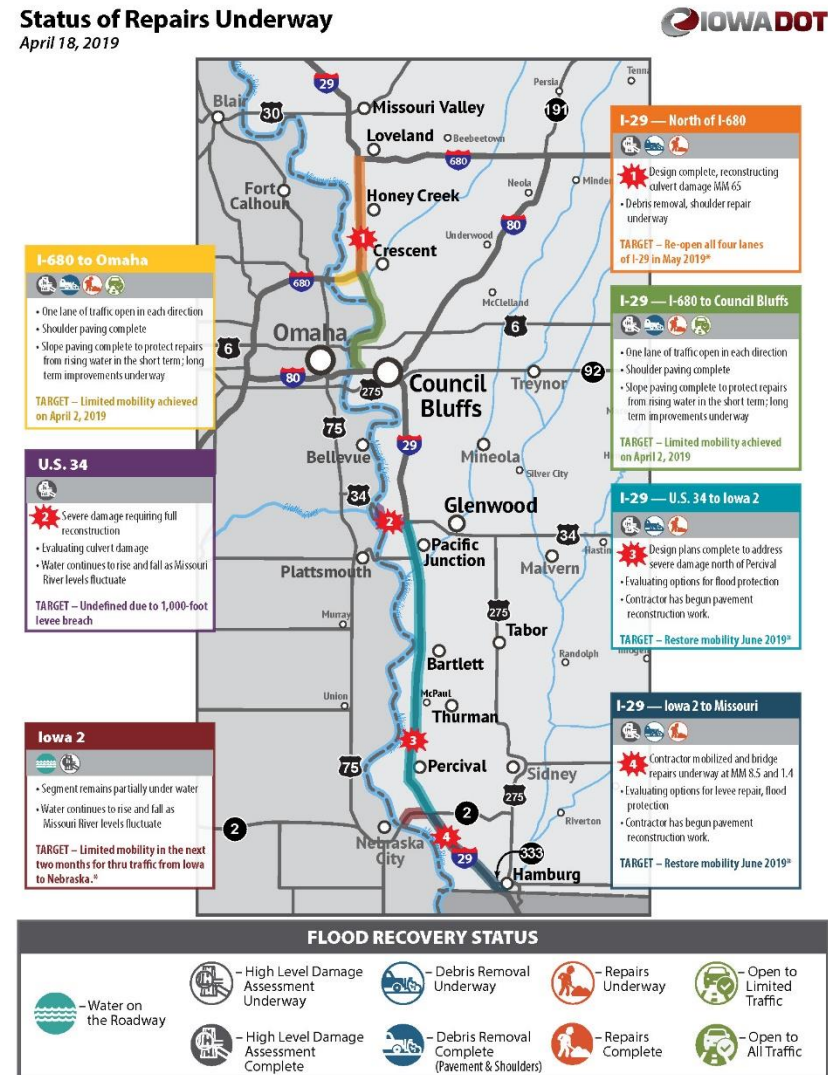 Status of Repairs Underway
April 18, 2019
IOWADOT
I-29 — North of I-680
1
Design complete, reconstructing
culvert damage MM 65
• Debris removal, shoulder repair
underway
TARGET – Re-open all four lanes
of I-29 in May 2019*
I-680 to Omaha
• One lane of traffic open in each direction
• Shoulder paving complete
• Slope paving complete to protect repairs
from rising water in the short term; long
term improvements underway
TARGET – Limited mobility achieved
on April 2, 2019
I-29 — I-680 to Council Bluffs
• One lane of traffic open in each direction
• Shoulder paving complete
• Slope paving complete to protect repairs
from rising water in the short term; long
term improvements underway
TARGET – Limited mobility achieved
on April 2, 2019
U.S. 34
2
Severe damage requiring full
reconstruction
• Evaluating culvert damage
• Water continues to rise and fall as Missouri
River levels fluctuate
TARGET – Undefined due to 1,000-foot
levee breach
I-29 — U.S. 34 to Iowa 2
3
Design plans complete to address
severe damage north of Percival
• Evaluating options for flood protection
• Contractor has begun pavement
reconstruction work.
TARGET – Restore mobility June 2019*
Iowa 2
• Segment remains partially under water
• Water continues to rise and fall as
Missouri River levels fluctuate
TARGET – Limited mobility in the next
two months for thru traffic from Iowa
to Nebraska.*
I-29 — Iowa 2 to Missouri
4
Contractor mobilized and bridge
repairs underway at MM 8.5 and 1.4
• Evaluating options for levee repair, flood
protection
• Contractor has begun pavement
reconstruction work.
TARGET – Restore mobility June 2019*
29
Persia
Blair
30
Missouri Valley
191
Loveland
Beebeetown
680
Fort
Calhoun
Honey Creek
Neola
Minden
80
1
Underwood
Crescent
680
McClelland
6
Omaha
6
80
275
Council
Bluffs
Treynor
92
75
29
Bellevue
Mineola
Silver City
34
2
Glenwood
34
Pacific
Junction
Plattsmouth
Malvern
275
Murray
Tabor
Bartlett
Randolph
Union
McPaul
Thurman
3
75
Percival
Sidney
275
2
2
Nebraska
City
4
Riverton
29
333
Hamburg
FLOOD RECOVERY STATUS
– Water on
the Roadway
– High Level Damage
Assessment
Underway
– Debris Removal
Underway
– Repairs
Underway
– Open to
Limited
Traffic
– High Level Damage
Assessment
Complete
– Debris Removal
Complete
(Pavement & Shoulders)
– Repairs
Complete
– Open to
All Traffic